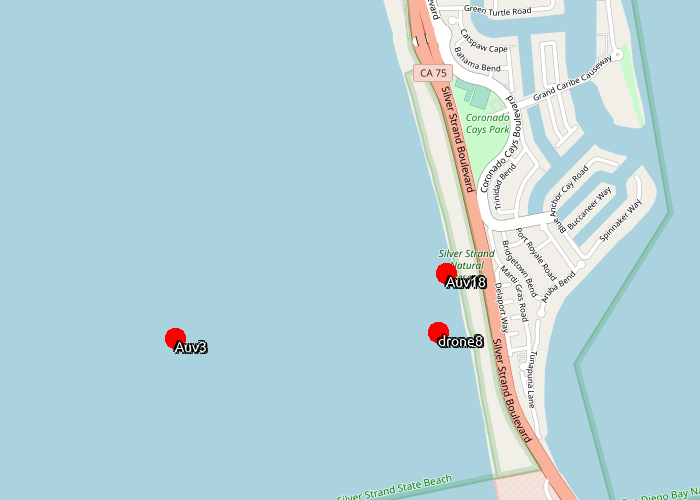 Green Turtle Road
Boulevard
Catspaw Cape
Bahama Bend
CA 75
Grand Caribe Causeway
Silver Strand Boulevard
Coronado
Cays Park
Coronado Cays Boulevard
Trinidad Bend
Anchor Cay Road
Buccaneer Way
Spinnaker Way
Blue
Port Royale Road
Bridgetown Bend
Silver Strand
Natural
Mardi Gras Road
Aruba Bend
Auv18
Delaport Way
drone8
Auv3
Silver Strand Boulevard
Tunapuna Lane
Silver Strand State Beach
Diego Bay